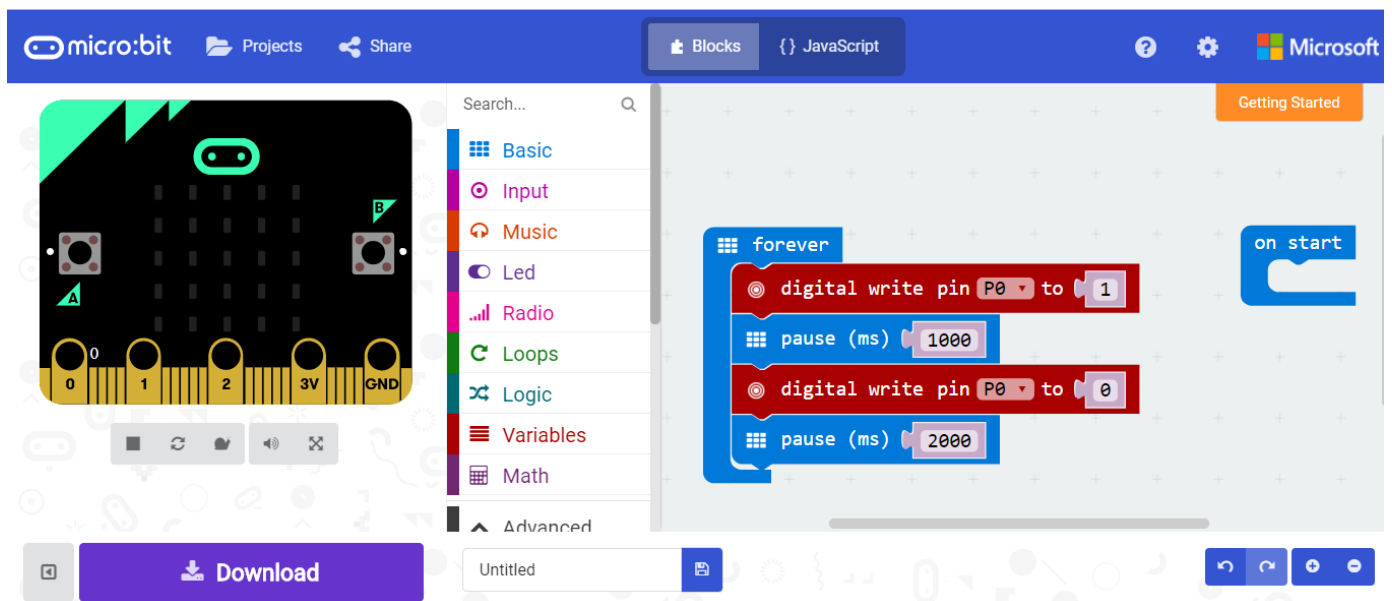 micro:bit Projects Share Blocks {} JavaScript ? Microsoft
Search...
Getting Started
Basic
Input
Music
Led
Radio
Loops
Logic
Variables
Math
Advanced
B
A
0
0 1 2 3V GND
forever
digital write pin P0 to 1
pause (ms) 1000
digital write pin P0 to 0
pause (ms) 2000
on start
Download
Untitled